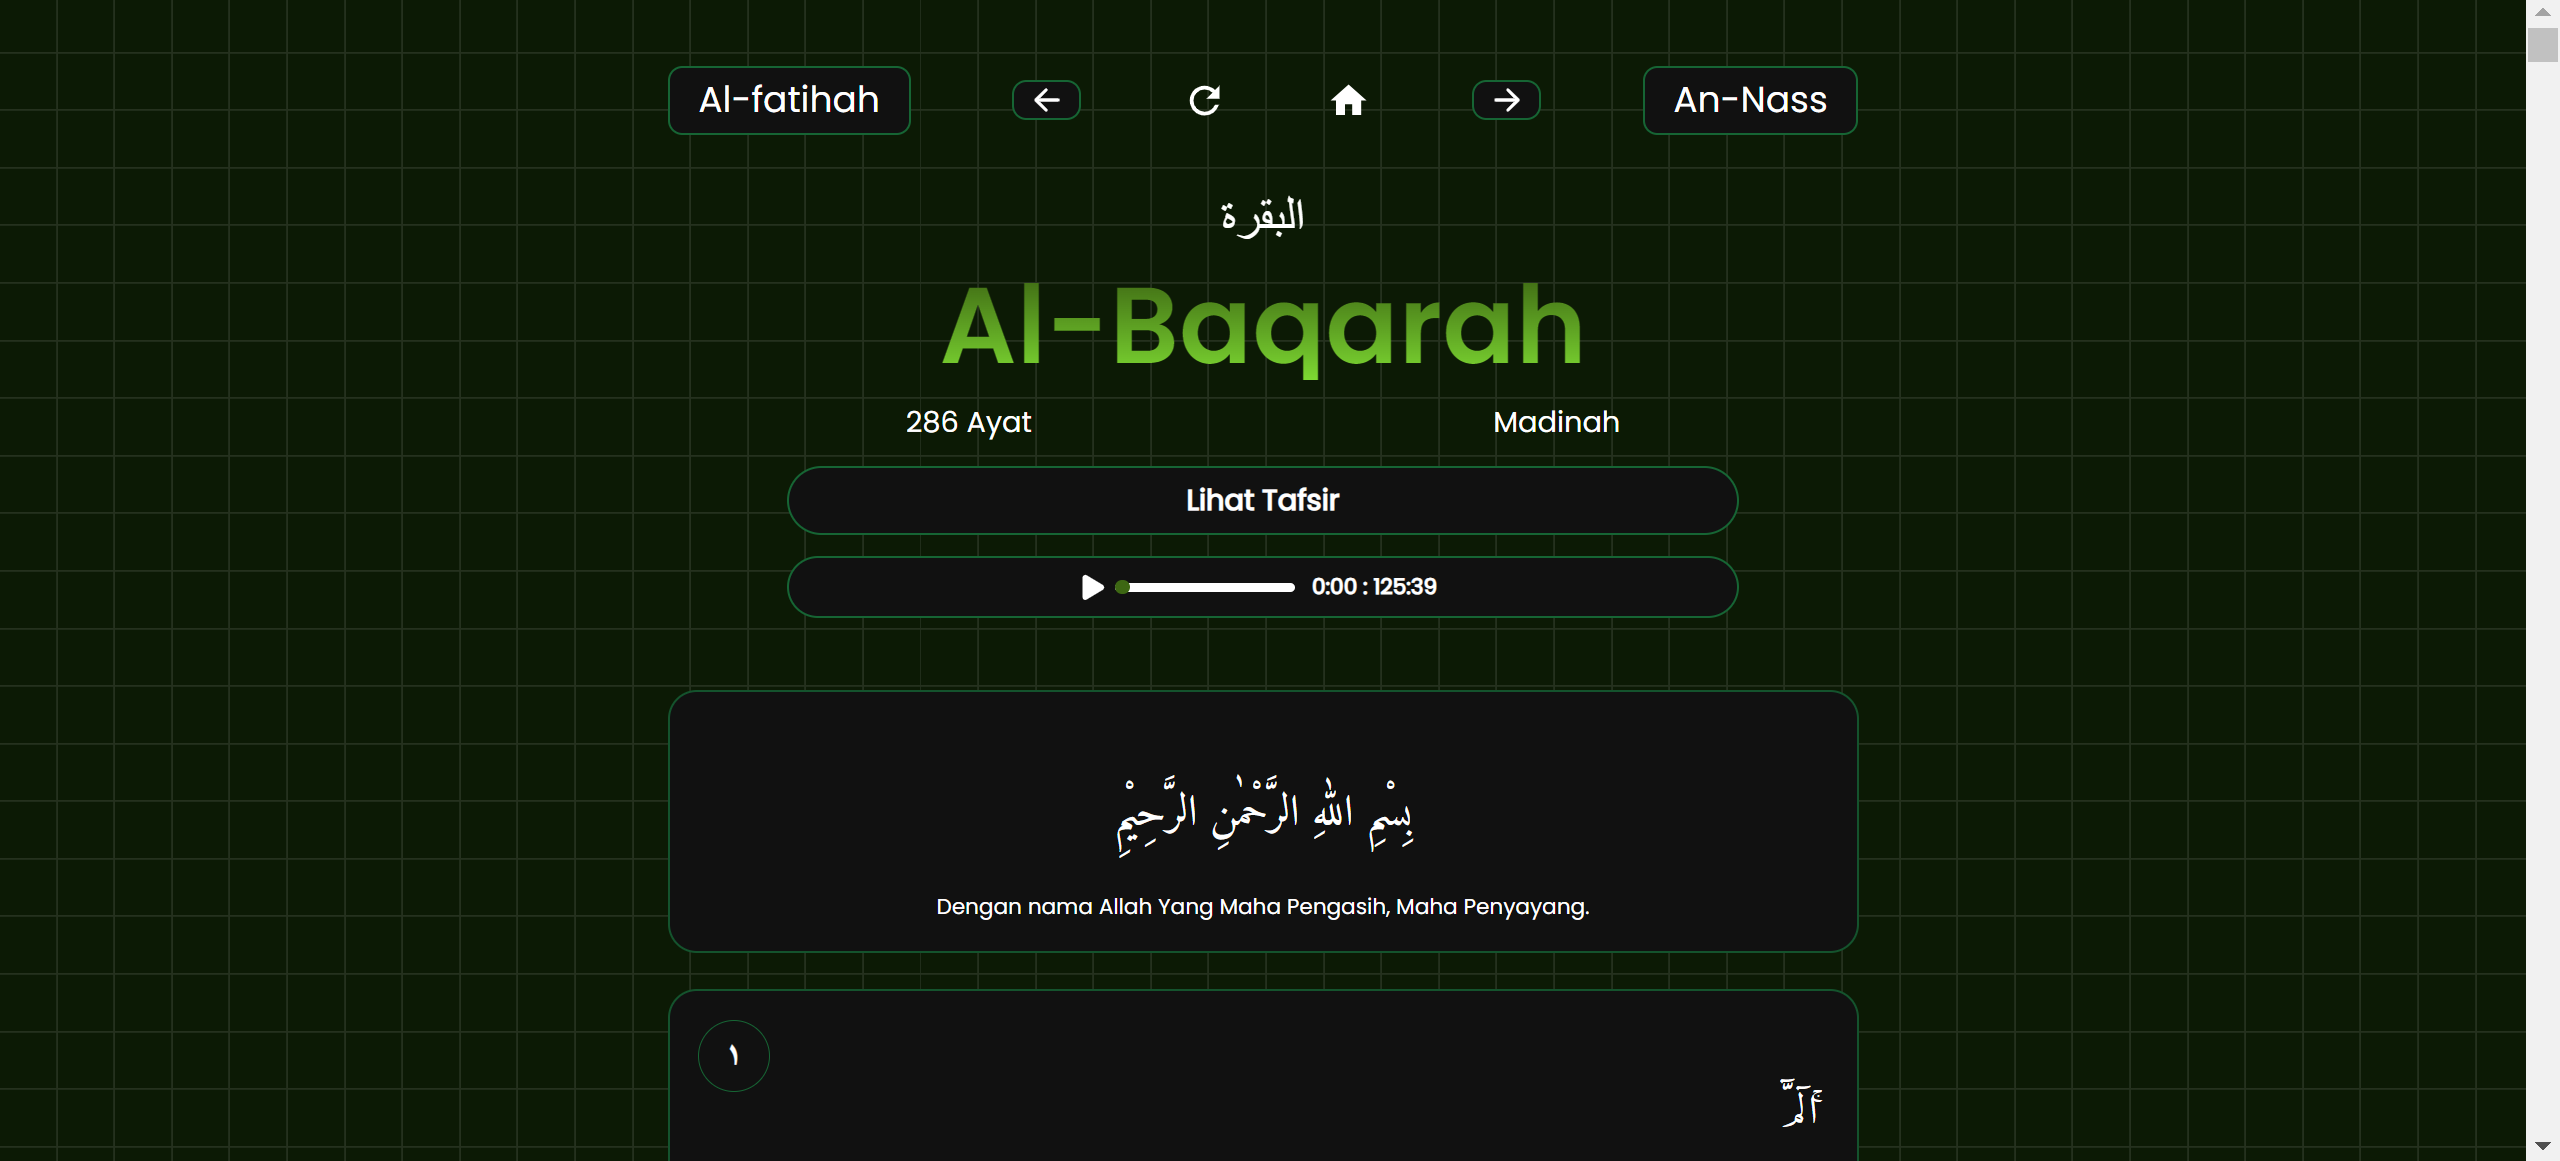 Al-fatihah
An-Nass
البقرة
Al-Baqarah
286 Ayat
Madinah
Lihat Tafsir
0:00 : 125:39
بِسْمِ اللّٰهِ الرَّحْمٰنِ الرَّحِيْمِ
Dengan nama Allah Yang Maha Pengasih, Maha Penyayang.
١
اۤلّمّۤ